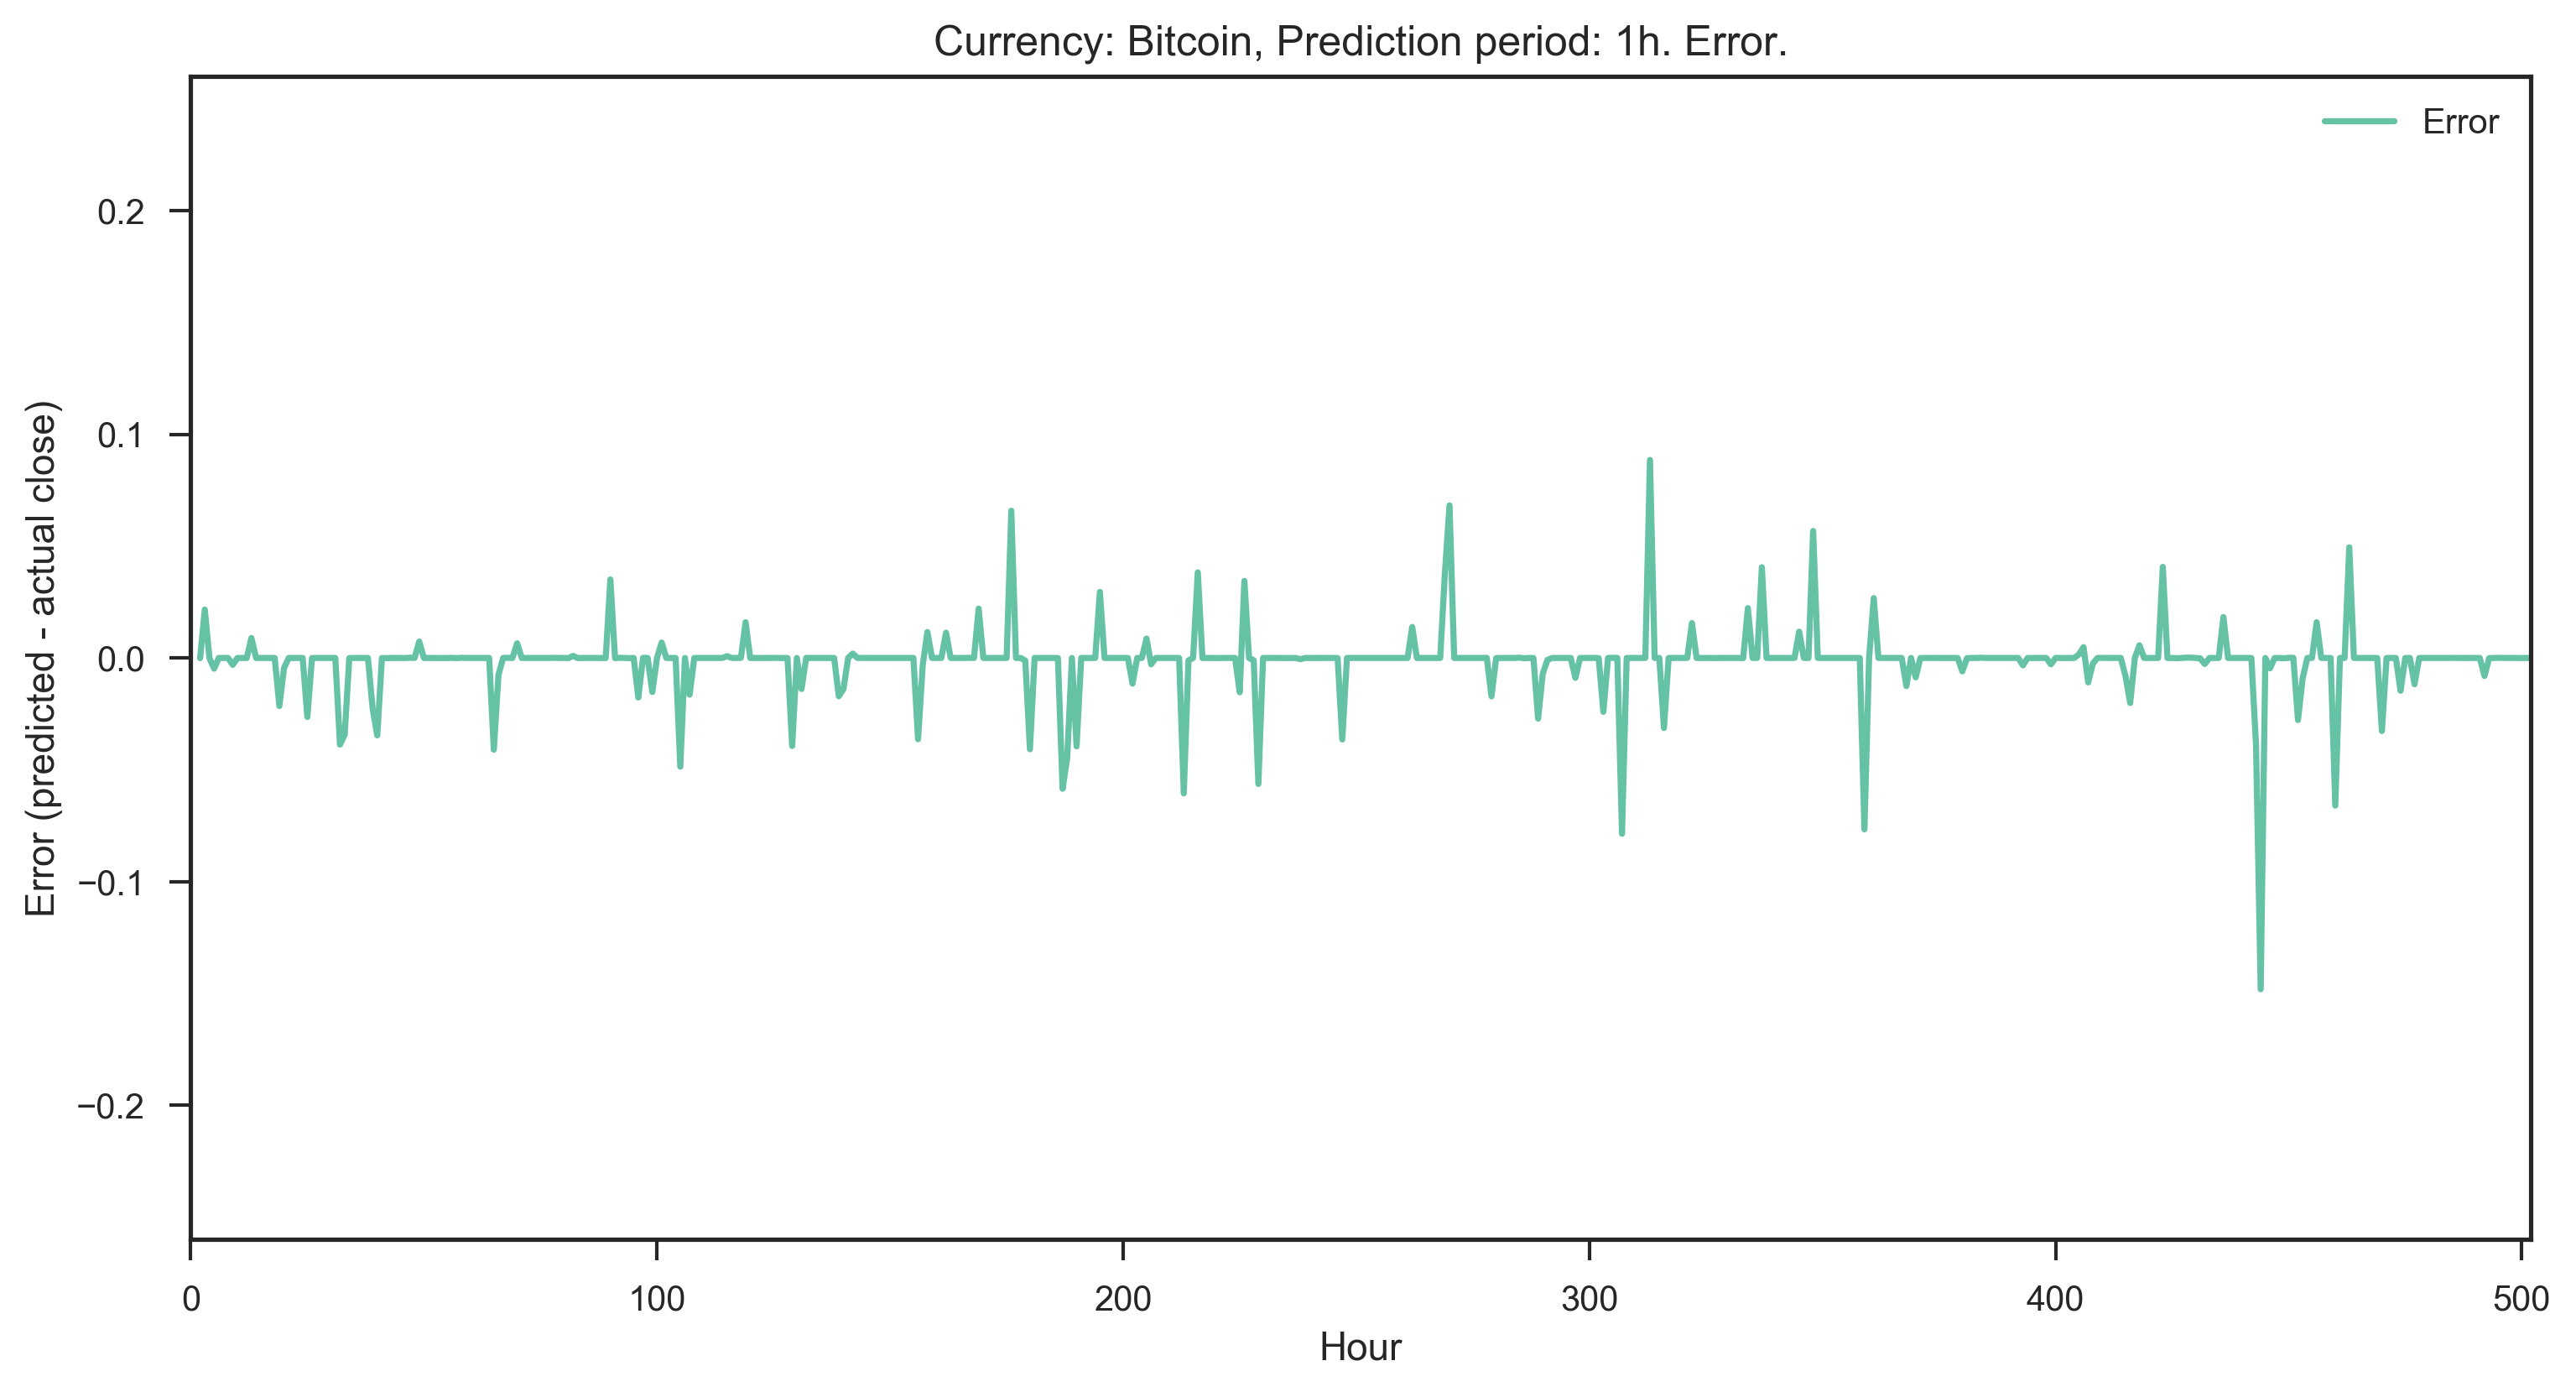 Currency: Bitcoin, Prediction period: 1h. Error.
Error
0.2
0.1
0.0
−0.1
−0.2
Error (predicted - actual close)
0
100
200
300
400
500
Hour